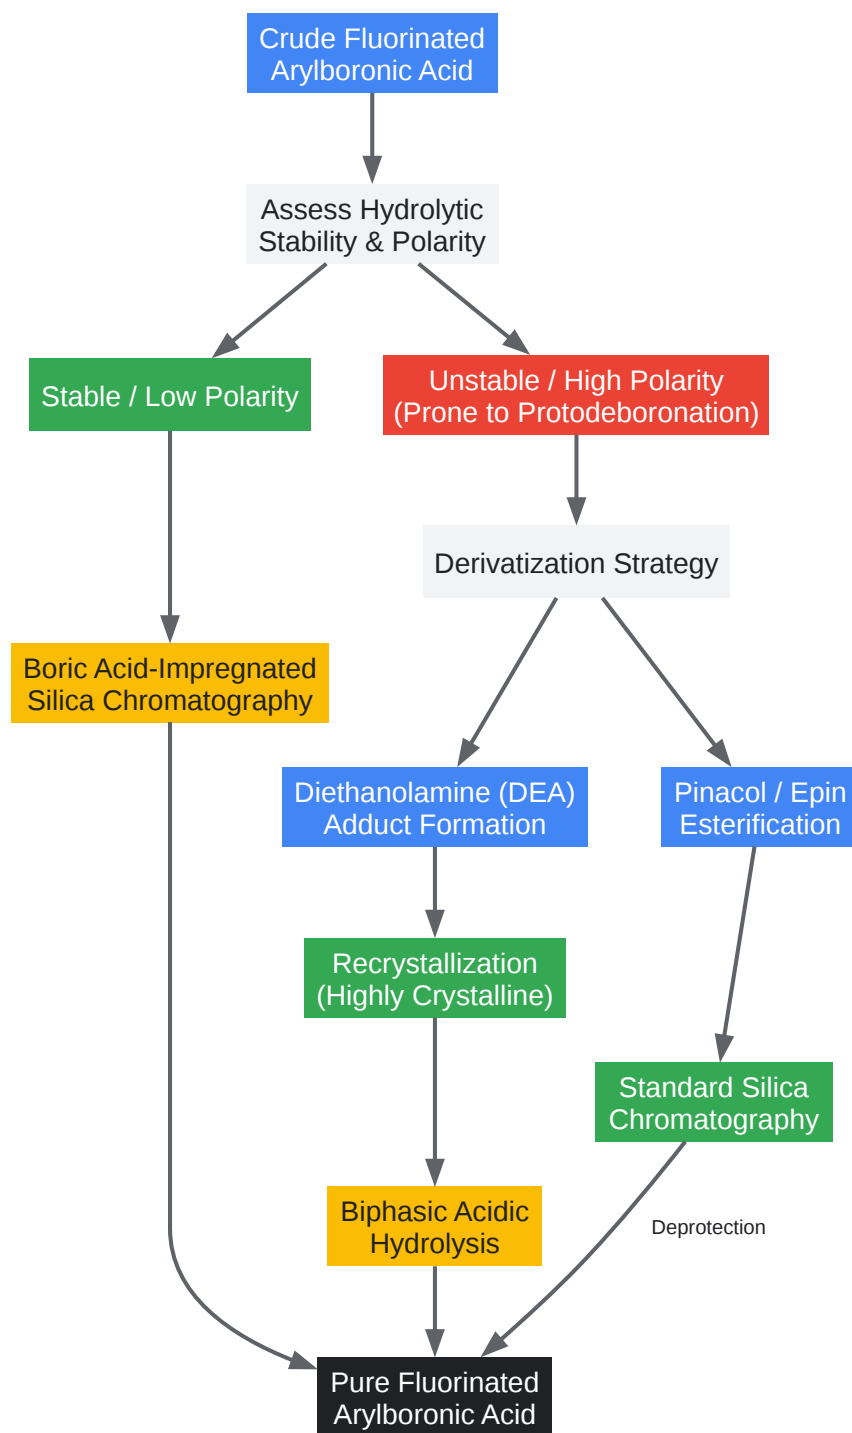 Crude Fluorinated
Arylboronic Acid
Assess Hydrolytic
Stability & Polarity
Stable / Low Polarity
Unstable / High Polarity
(Prone to Protodeboronation)
Derivatization Strategy
Boric Acid-Impregnated
Silica Chromatography
Diethanolamine (DEA)
Adduct Formation
Pinacol / Epin
Esterification
Recrystallization
(Highly Crystalline)
Standard Silica
Chromatography
Biphasic Acidic
Hydrolysis
Deprotection
Pure Fluorinated
Arylboronic Acid